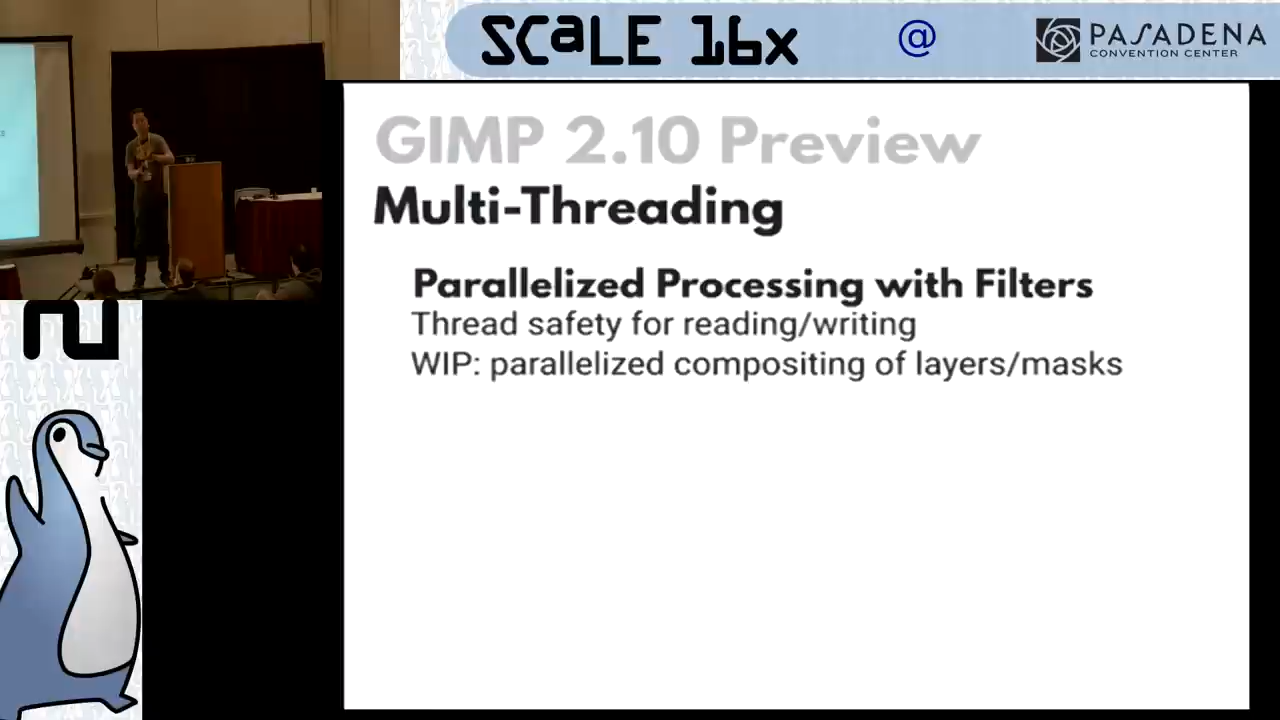 SCaLE 16x
@
PASADENA
CONVENTION CENTER
GIMP 2.10 Preview
Multi-Threading
Parallelized Processing with Filters
Thread safety for reading/writing
WIP: parallelized compositing of layers/masks